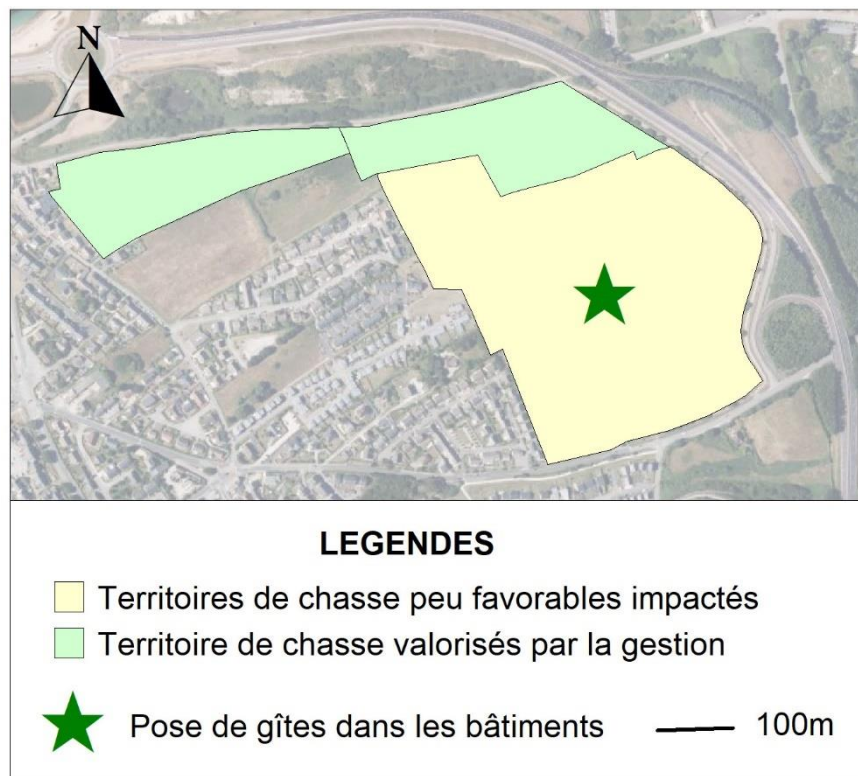 N
LEGENDES
Territoires de chasse peu favorables impactés
Territoire de chasse valorisés par la gestion
Pose de gîtes dans les bâtiments 100m